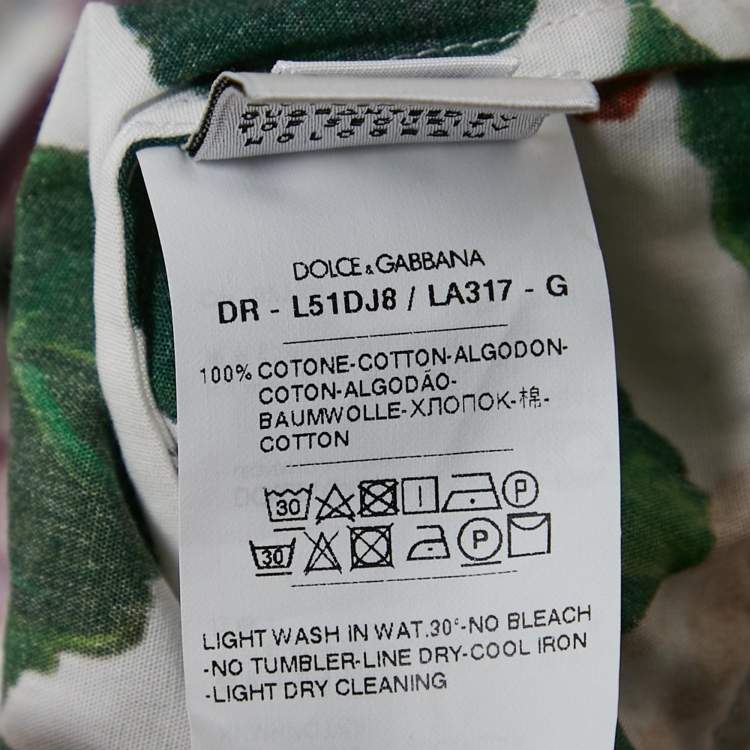 DOLCE & GABBANA
DR - L51DJ8 / LA317 - G
100% COTONE-COTTON-ALGODON-
COTON-ALGODÃO-
BAUMWOLLE-ХЛОПОК-棉-
COTTON
30 P
30 P
LIGHT WASH IN WAT.30°-NO BLEACH
-NO TUMBLER-LINE DRY-COOL IRON
-LIGHT DRY CLEANING